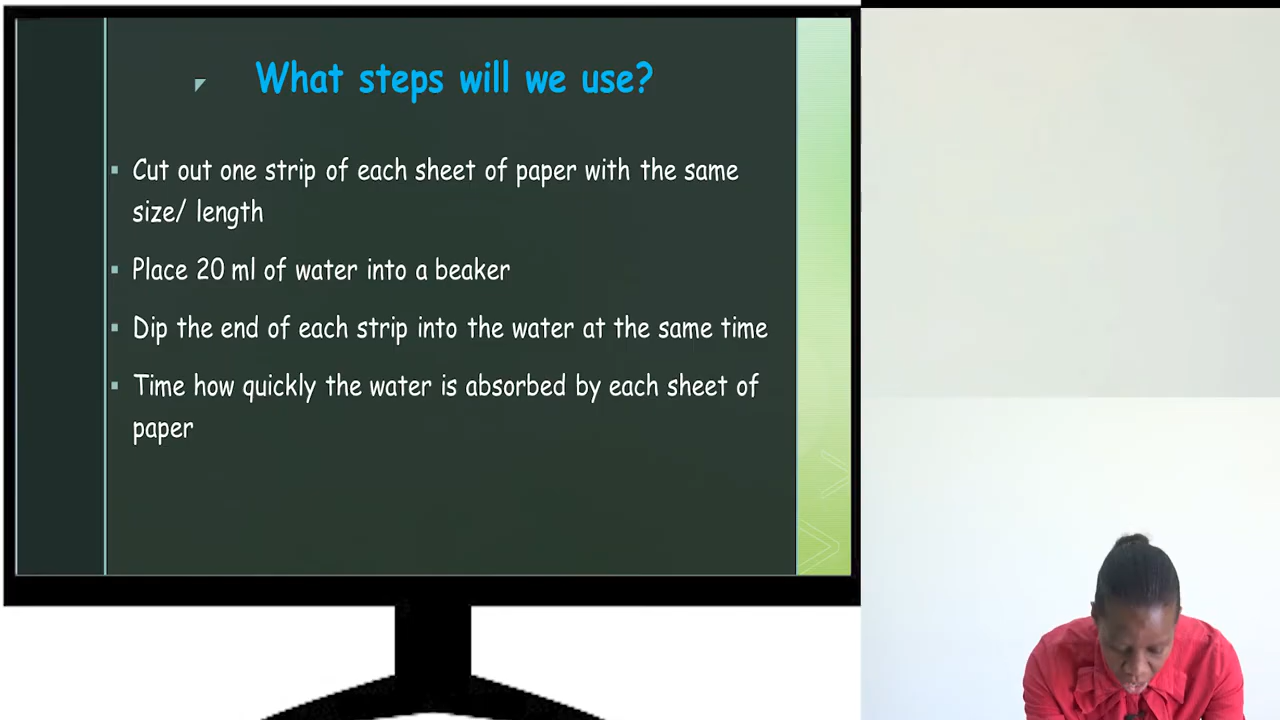 What steps will we use?
Cut out one strip of each sheet of paper with the same
size/ length
Place 20 ml of water into a beaker
Dip the end of each strip into the water at the same time
Time how quickly the water is absorbed by each sheet of
paper